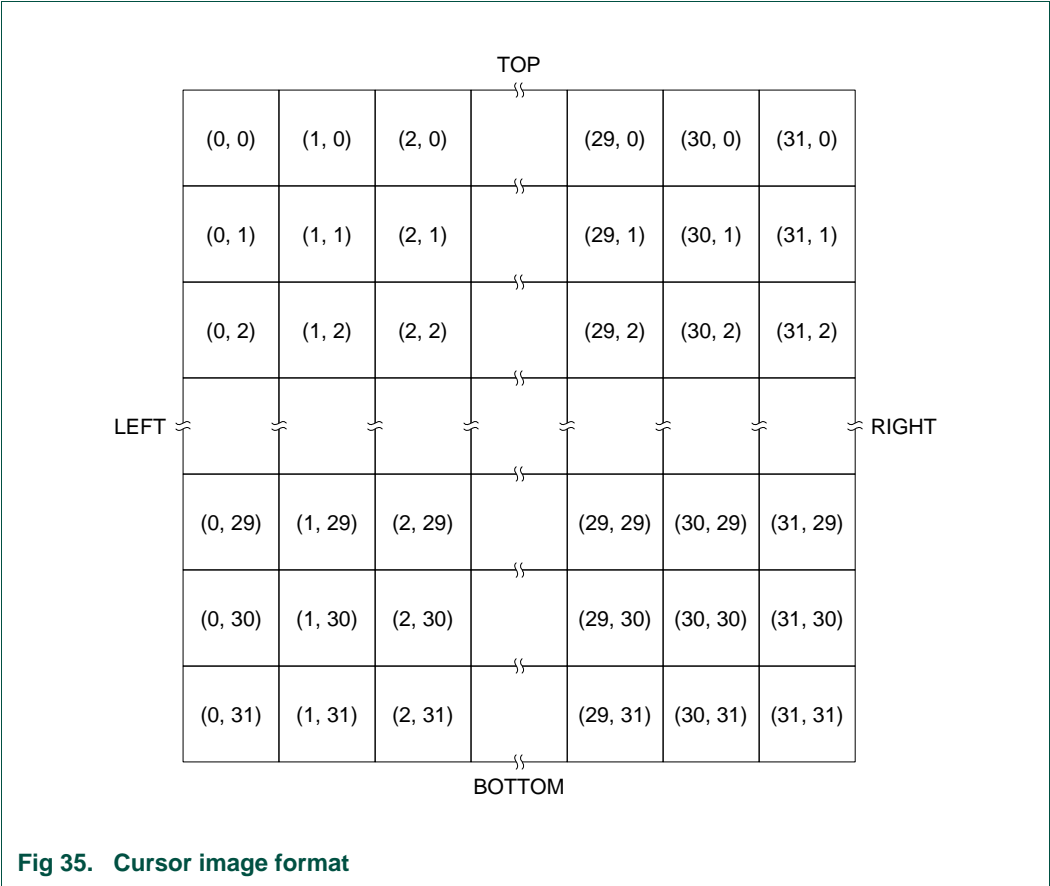 TOP
(0, 0) (1, 0) (2, 0) (29, 0) (30, 0) (31, 0)
(0, 1) (1, 1) (2, 1) (29, 1) (30, 1) (31, 1)
(0, 2) (1, 2) (2, 2) (29, 2) (30, 2) (31, 2)
LEFT RIGHT
(0, 29) (1, 29) (2, 29) (29, 29) (30, 29) (31, 29)
(0, 30) (1, 30) (2, 30) (29, 30) (30, 30) (31, 30)
(0, 31) (1, 31) (2, 31) (29, 31) (30, 31) (31, 31)
BOTTOM
Fig 35. Cursor image format